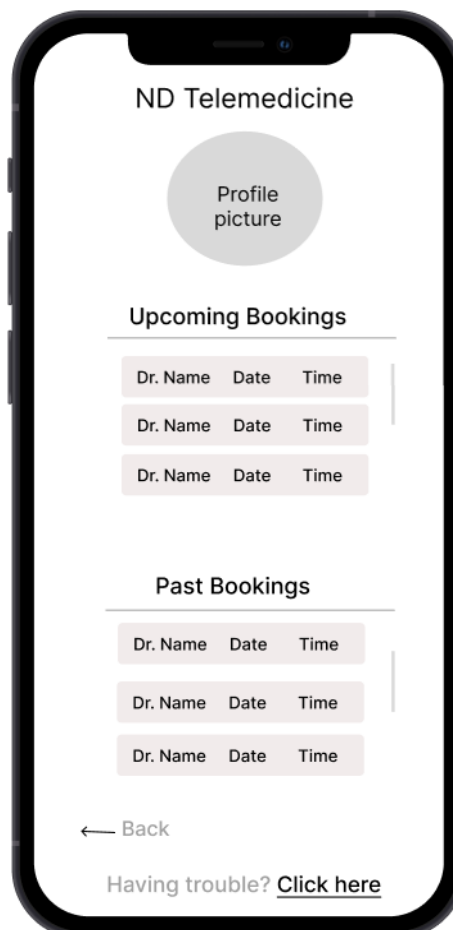 ND Telemedicine
Profile
picture
Upcoming Bookings
Dr. Name Date Time
Dr. Name Date Time
Dr. Name Date Time
Past Bookings
Dr. Name Date Time
Dr. Name Date Time
Dr. Name Date Time
Back
Having trouble? Click here